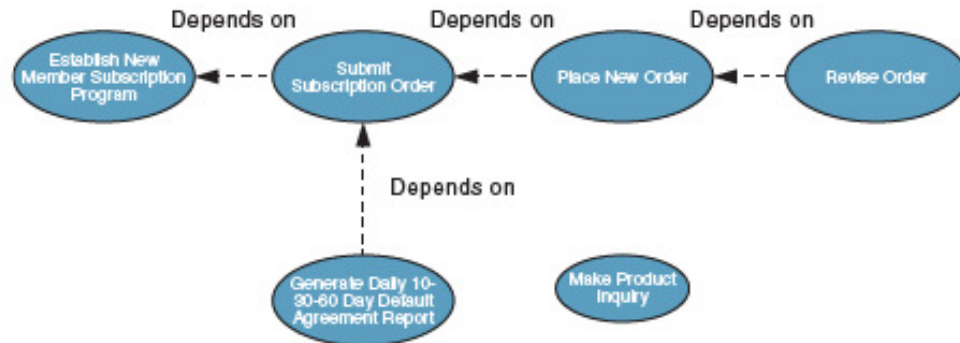 Depends on
Depends on
Depends on
Establish New
Member Subscription
Program
Submit
Subscription Order
Place New Order
Revise Order
Depends on
Generate Daily 10-
30-60 Day Default
Agreement Report
Make Product
Inquiry